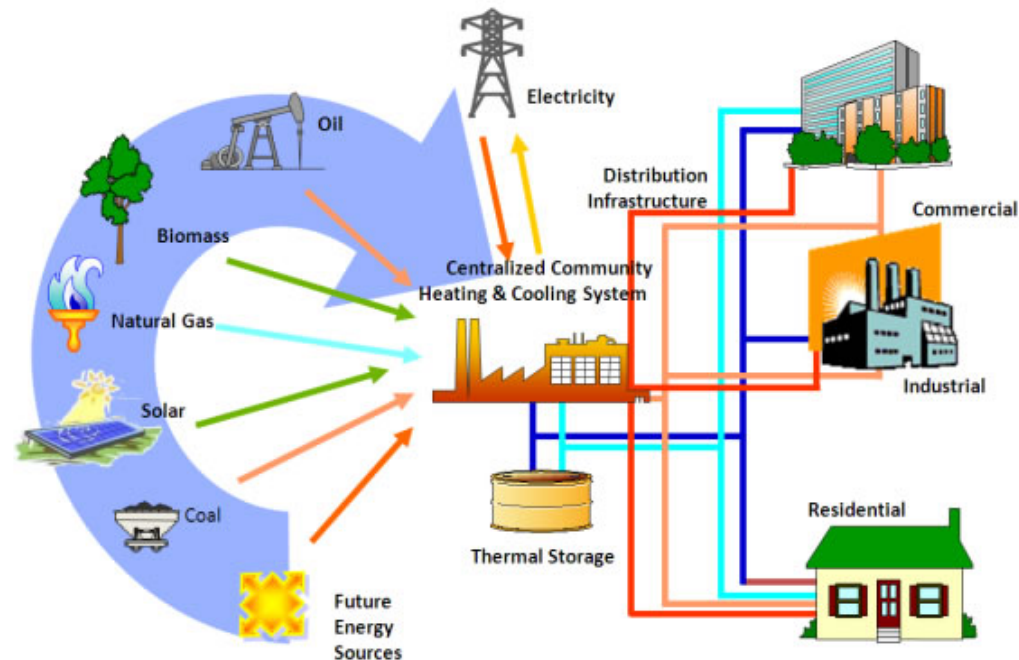 Electricity
Oil
Distribution
Infrastructure
Commercial
Biomass
Centralized Community
Heating & Cooling System
Natural Gas
Industrial
Solar
Residential
Coal
Thermal Storage
Future
Energy
Sources